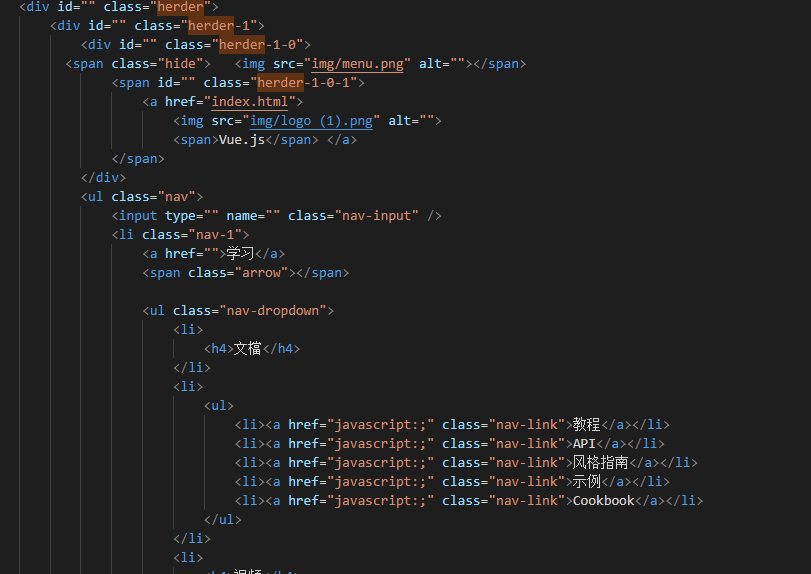 <div id="" class="herder">
<div id="" class="herder-1">
<div id="" class="herder-1-0">
<span class="hide">   <img src="img/menu.png" alt=""></span>
<span id="" class="herder-1-0-1">
<a href="index.html">
<img src="img/logo (1).png" alt="">
<span>Vue.js</span> </a>
</span>
</div>
<ul class="nav">
<input type="" name="" class="nav-input" />
<li class="nav-1">
<a href="">学习</a>
<span class="arrow"></span>
<ul class="nav-dropdown">
<li>
<h4>文檔</h4>
</li>
<li>
<ul>
<li><a href="javascript:;" class="nav-link">教程</a></li>
<li><a href="javascript:;" class="nav-link">API</a></li>
<li><a href="javascript:;" class="nav-link">风格指南</a></li>
<li><a href="javascript:;" class="nav-link">示例</a></li>
<li><a href="javascript:;" class="nav-link">Cookbook</a></li>
</ul>
</li>
<li>